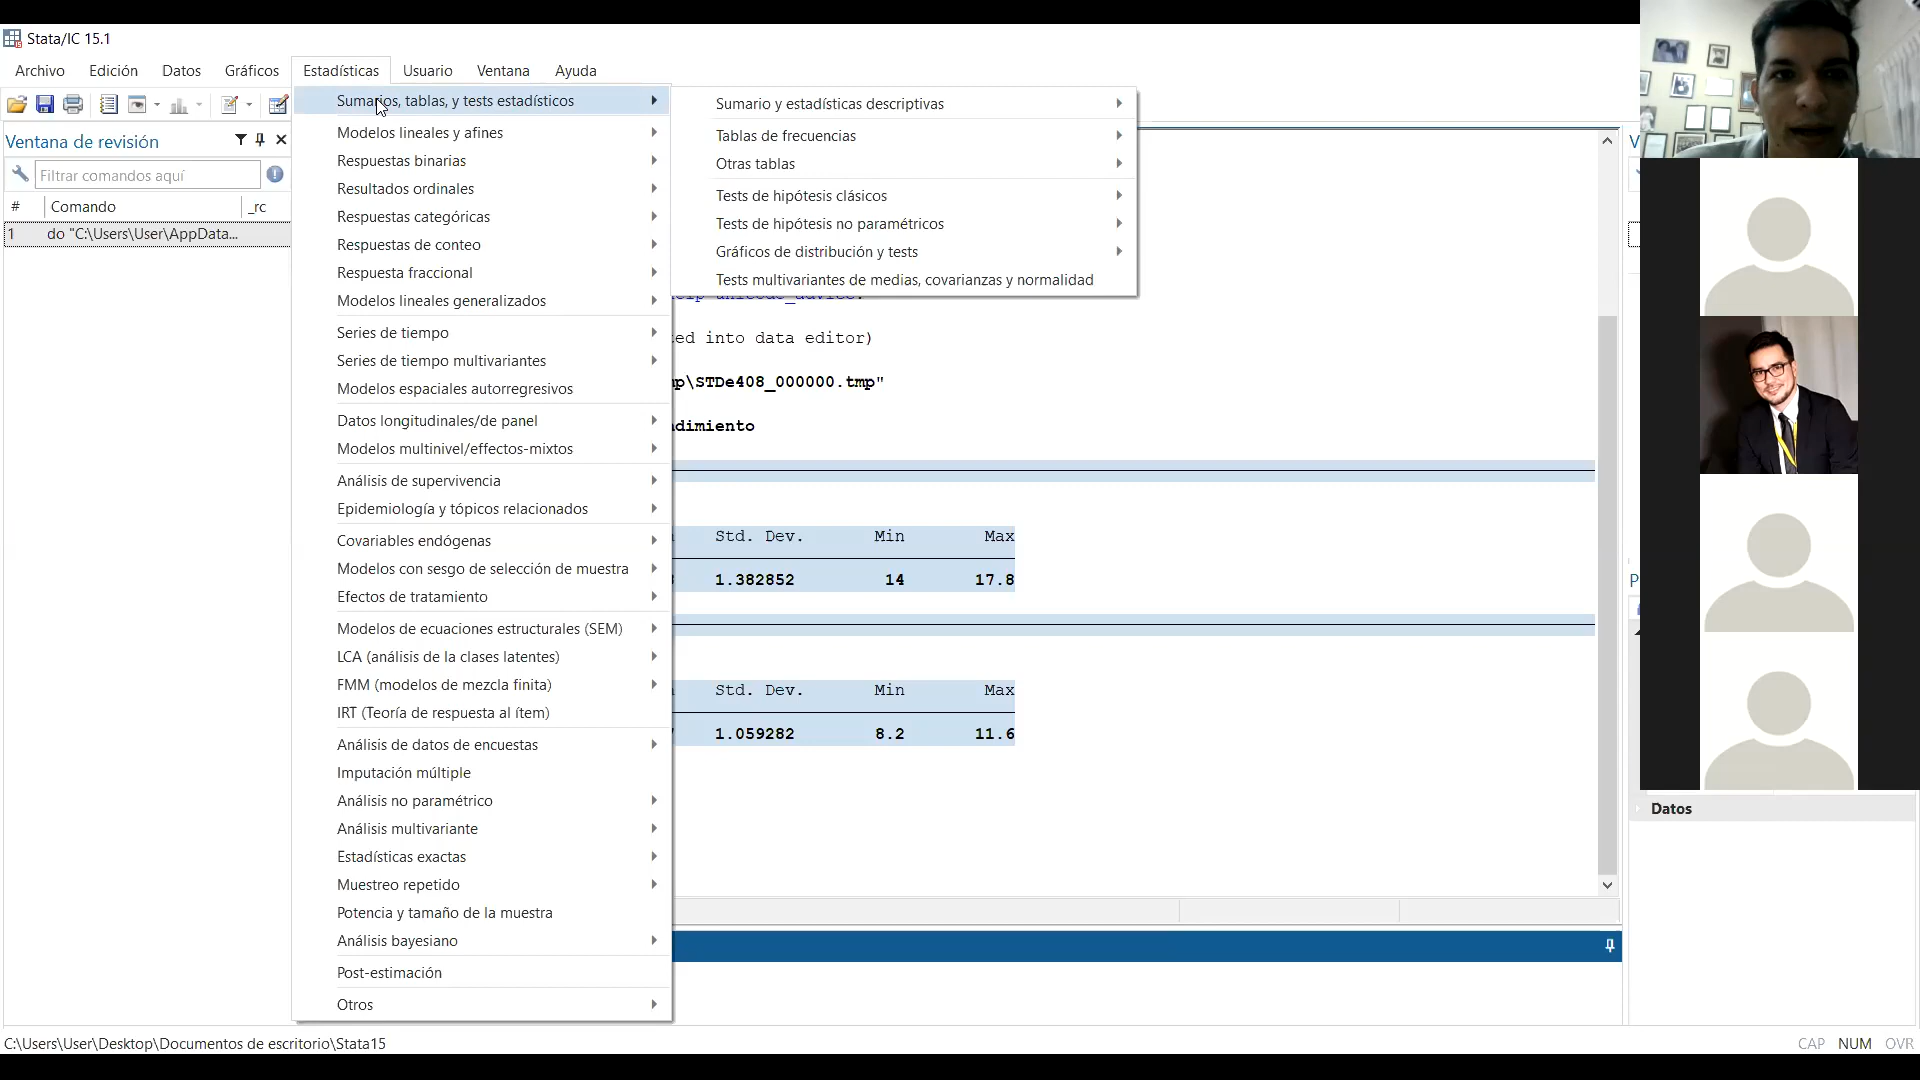 Stata/IC 15.1
Archivo Edición Datos Gráficos Estadísticas Usuario Ventana Ayuda
Ventana de revisión
Filtrar comandos aquí
# Comando _rc
1 do "C:\Users\User\AppData...
Sumarios, tablas, y tests estadísticos
Modelos lineales y afines
Respuestas binarias
Resultados ordinales
Respuestas categóricas
Respuestas de conteo
Respuesta fraccional
Modelos lineales generalizados
Series de tiempo
Series de tiempo multivariantes
Modelos espaciales autorregresivos
Datos longitudinales/de panel
Modelos multinivel/effectos-mixtos
Análisis de supervivencia
Epidemiología y tópicos relacionados
Covariables endógenas
Modelos con sesgo de selección de muestra
Efectos de tratamiento
Modelos de ecuaciones estructurales (SEM)
LCA (análisis de la clases latentes)
FMM (modelos de mezcla finita)
IRT (Teoría de respuesta al ítem)
Análisis de datos de encuestas
Imputación múltiple
Análisis no paramétrico
Análisis multivariante
Estadísticas exactas
Muestreo repetido
Potencia y tamaño de la muestra
Análisis bayesiano
Post-estimación
Otros
Sumario y estadísticas descriptivas
Tablas de frecuencias
Otras tablas
Tests de hipótesis clásicos
Tests de hipótesis no paramétricos
Gráficos de distribución y tests
Tests multivariantes de medias, covarianzas y normalidad
ed into data editor)
p\STDe408_000000.tmp"
dimiento
Std. Dev. Min Max
1.382852 14 17.8
Std. Dev. Min Max
1.059282 8.2 11.6
Datos
C:\Users\User\Desktop\Documentos de escritorio\Stata15
CAP NUM OVR